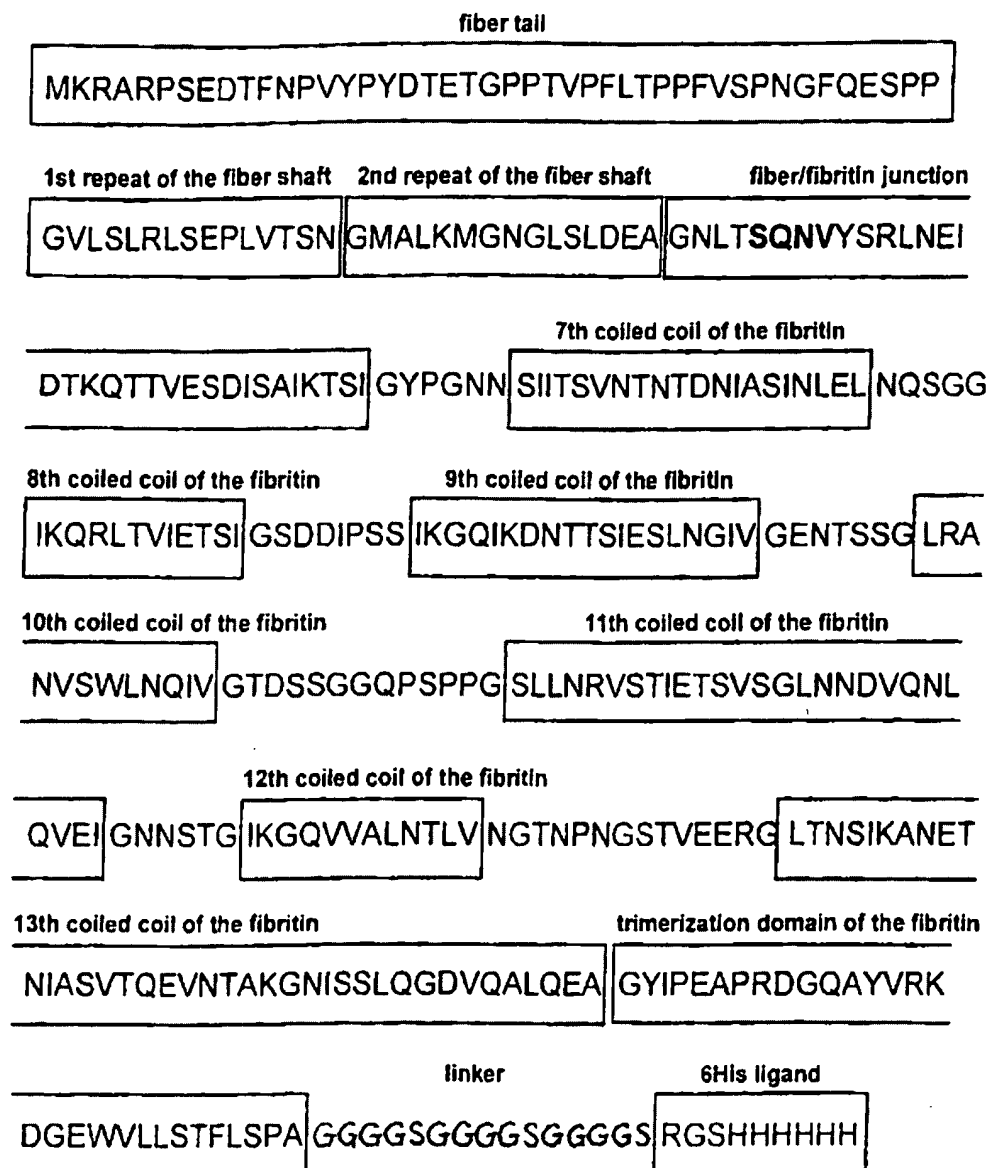 fiber tail
MKRARPSEDTFNPVYPYDTETGPPTVPFLTPPFVSPNGFQESPP
1st repeat of the fiber shaft 2nd repeat of the fiber shaft fiber/fibritin junction
GVLSLRLSEPLVTSN GMALKMGNGLSLDEA GNLTSQNVYSRLNEI
7th coiled coil of the fibritin
DTKQTTVESDISAIKTSI GYPGNN SIITSVNTNTDNIASINLEL NQSGG
8th coiled coil of the fibritin 9th coiled coil of the fibritin
IKQRLTVIETSI GSDDIPSS IKGQIKDNTTSIESLNGIV GENTSSG LRA
10th coiled coil of the fibritin 11th coiled coil of the fibritin
NVSWLNQIV GTDSSGGQPSPPG SLLNRVSTIETSVSGLNNDVQNL
12th coiled coil of the fibritin
QVEI GNNSTG IKGQVVALNTLV NGTNPNGSTVEERG LTNSIKANET
13th coiled coil of the fibritin trimerization domain of the fibritin
NIASVTQEVNTAKGNISSLQGDVQALQEA GYIPEAPRDGQAYVRK
linker 6His ligand
DGEWVLLSTFLSPA GGGGSGGGGSGGGGS RGSHHHHHH